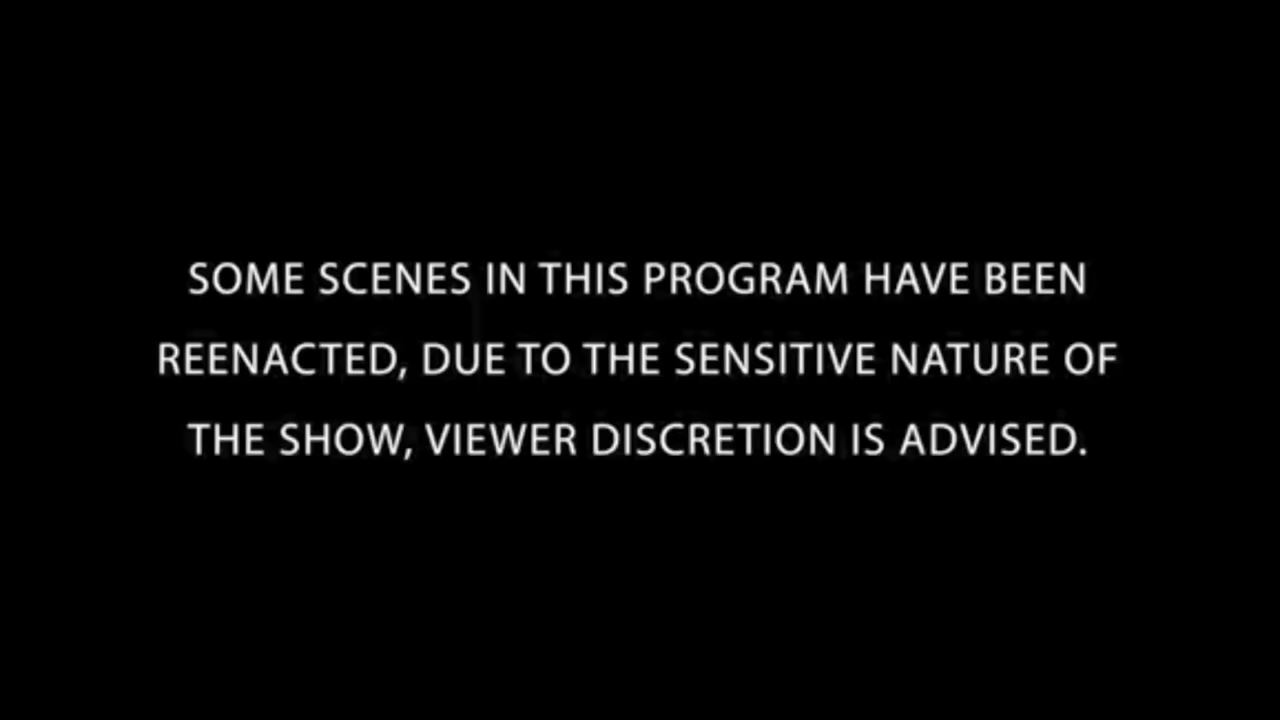 SOME SCENES IN THIS PROGRAM HAVE BEEN
REENACTED, DUE TO THE SENSITIVE NATURE OF
THE SHOW, VIEWER DISCRETION IS ADVISED.